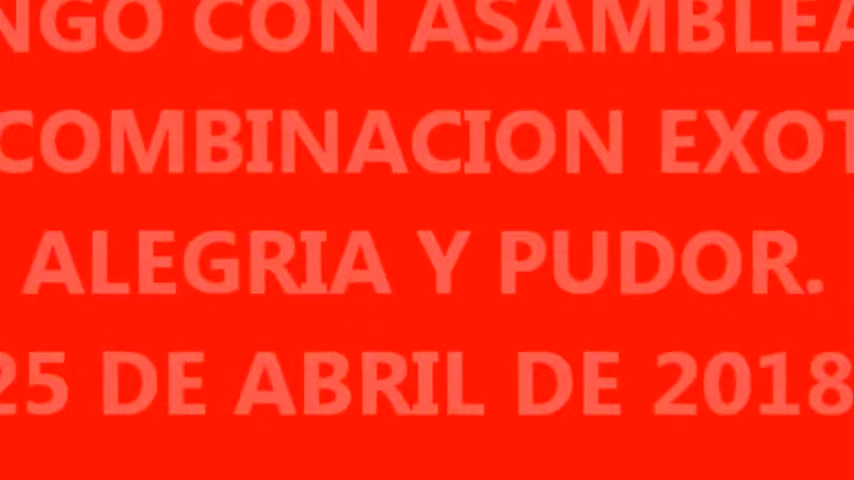 NGO CON ASAMBLEA
COMBINACION EXOT
ALEGRIA Y PUDOR.
25 DE ABRIL DE 2018